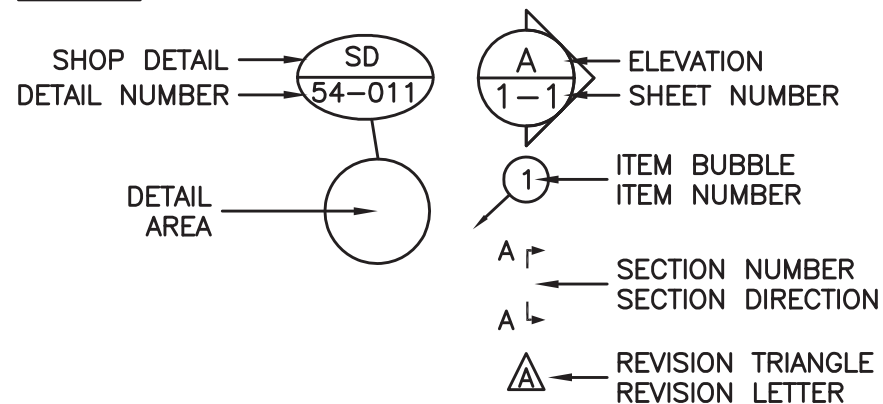 SHOP DETAIL
DETAIL NUMBER
SD
54-011
DETAIL
AREA
A
1-1
ELEVATION
SHEET NUMBER
1
ITEM BUBBLE
ITEM NUMBER
A
A
SECTION NUMBER
SECTION DIRECTION
A
REVISION TRIANGLE
REVISION LETTER